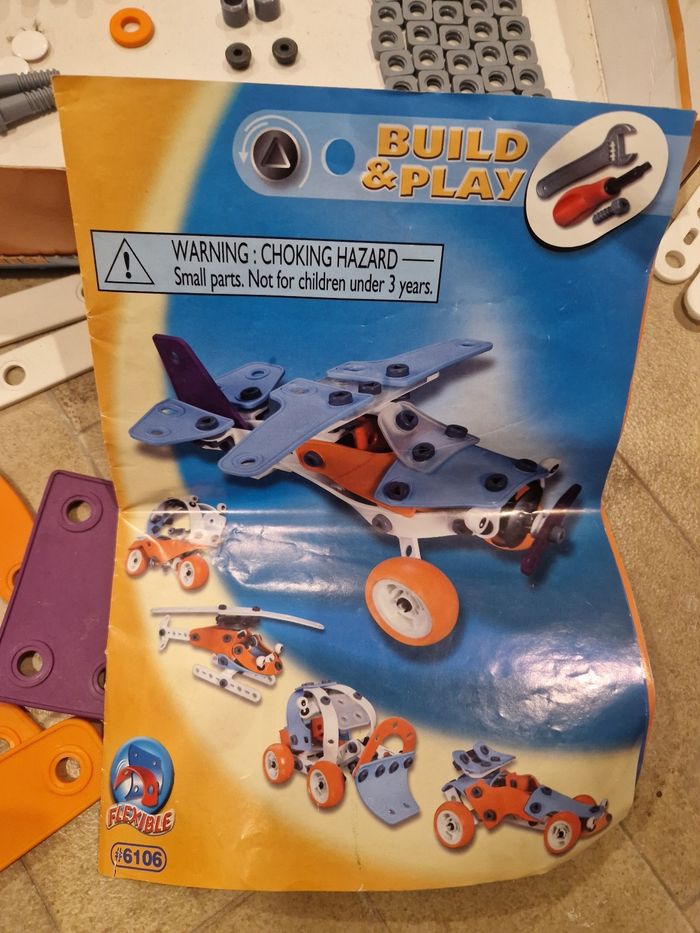 BUILD
& PLAY
WARNING : CHOKING HAZARD —
Small parts. Not for children under 3 years.
FLEXIBLE
#6106